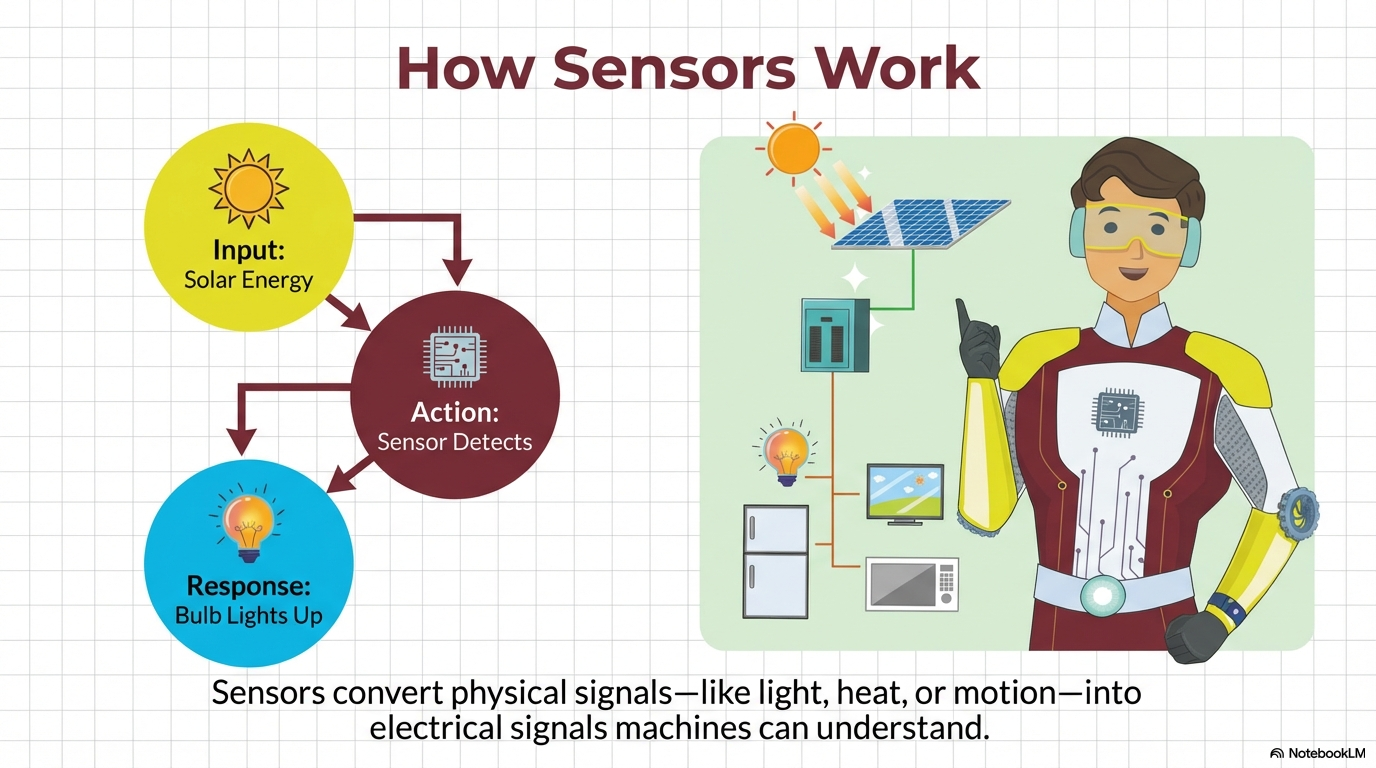 How Sensors Work
Input:
Solar Energy
Action:
Sensor Detects
Response:
Bulb Lights Up
Sensors convert physical signals—like light, heat, or motion—into
electrical signals machines can understand.
NotebookLM